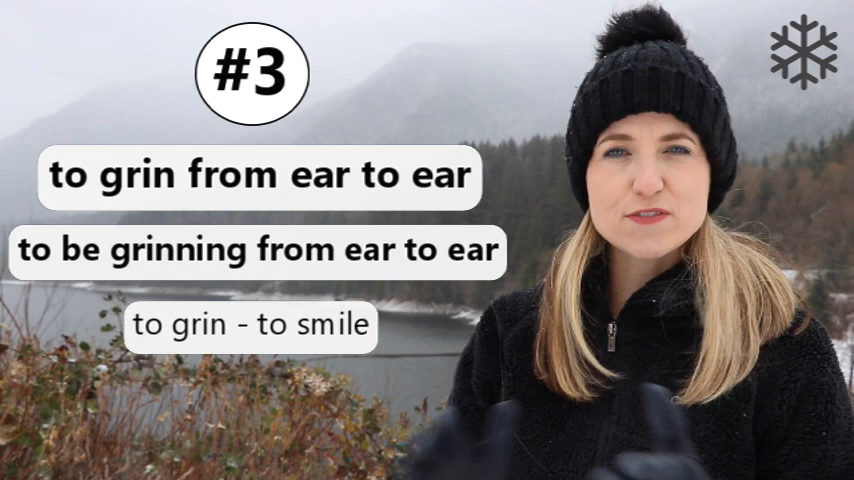 #3
to grin from ear to ear
to be grinning from ear to ear
to grin - to smile